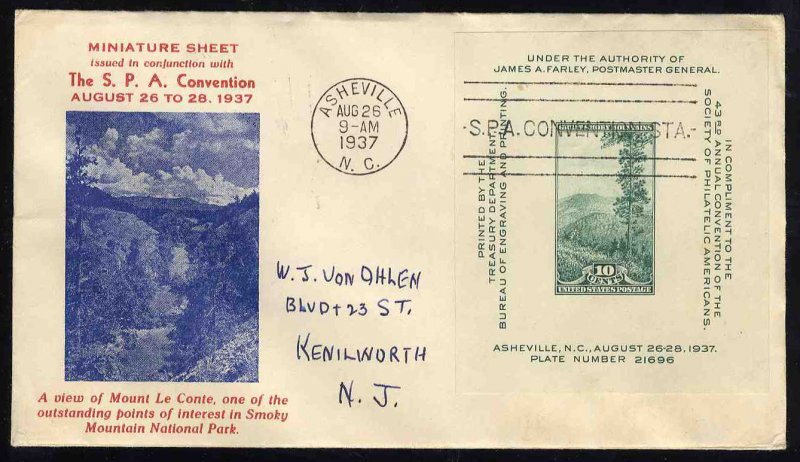 MINIATURE SHEET
issued in conjunction with
The S. P. A. Convention
AUGUST 26 TO 28, 1937
A view of Mount Le Conte, one of the
outstanding points of interest in Smoky
Mountain National Park.
ASHEVILLE
AUG 26
9-AM
1937
N. C.
W. J. VON OHLEN
BLVD + 23 ST.
KENILWORTH
N. J.
UNDER THE AUTHORITY OF
JAMES A. FARLEY, POSTMASTER GENERAL.
-S.P.A. CONVENTION STA.-
PRINTED BY THE
TREASURY DEPARTMENT,
BUREAU OF ENGRAVING AND PRINTING.
GREAT SMOKY MOUNTAINS
10
CENTS
UNITED STATES POSTAGE
IN COMPLIMENT TO THE
43RD ANNUAL CONVENTION OF THE
SOCIETY OF PHILATELIC AMERICANS.
ASHEVILLE, N.C., AUGUST 26-28, 1937.
PLATE NUMBER 21696